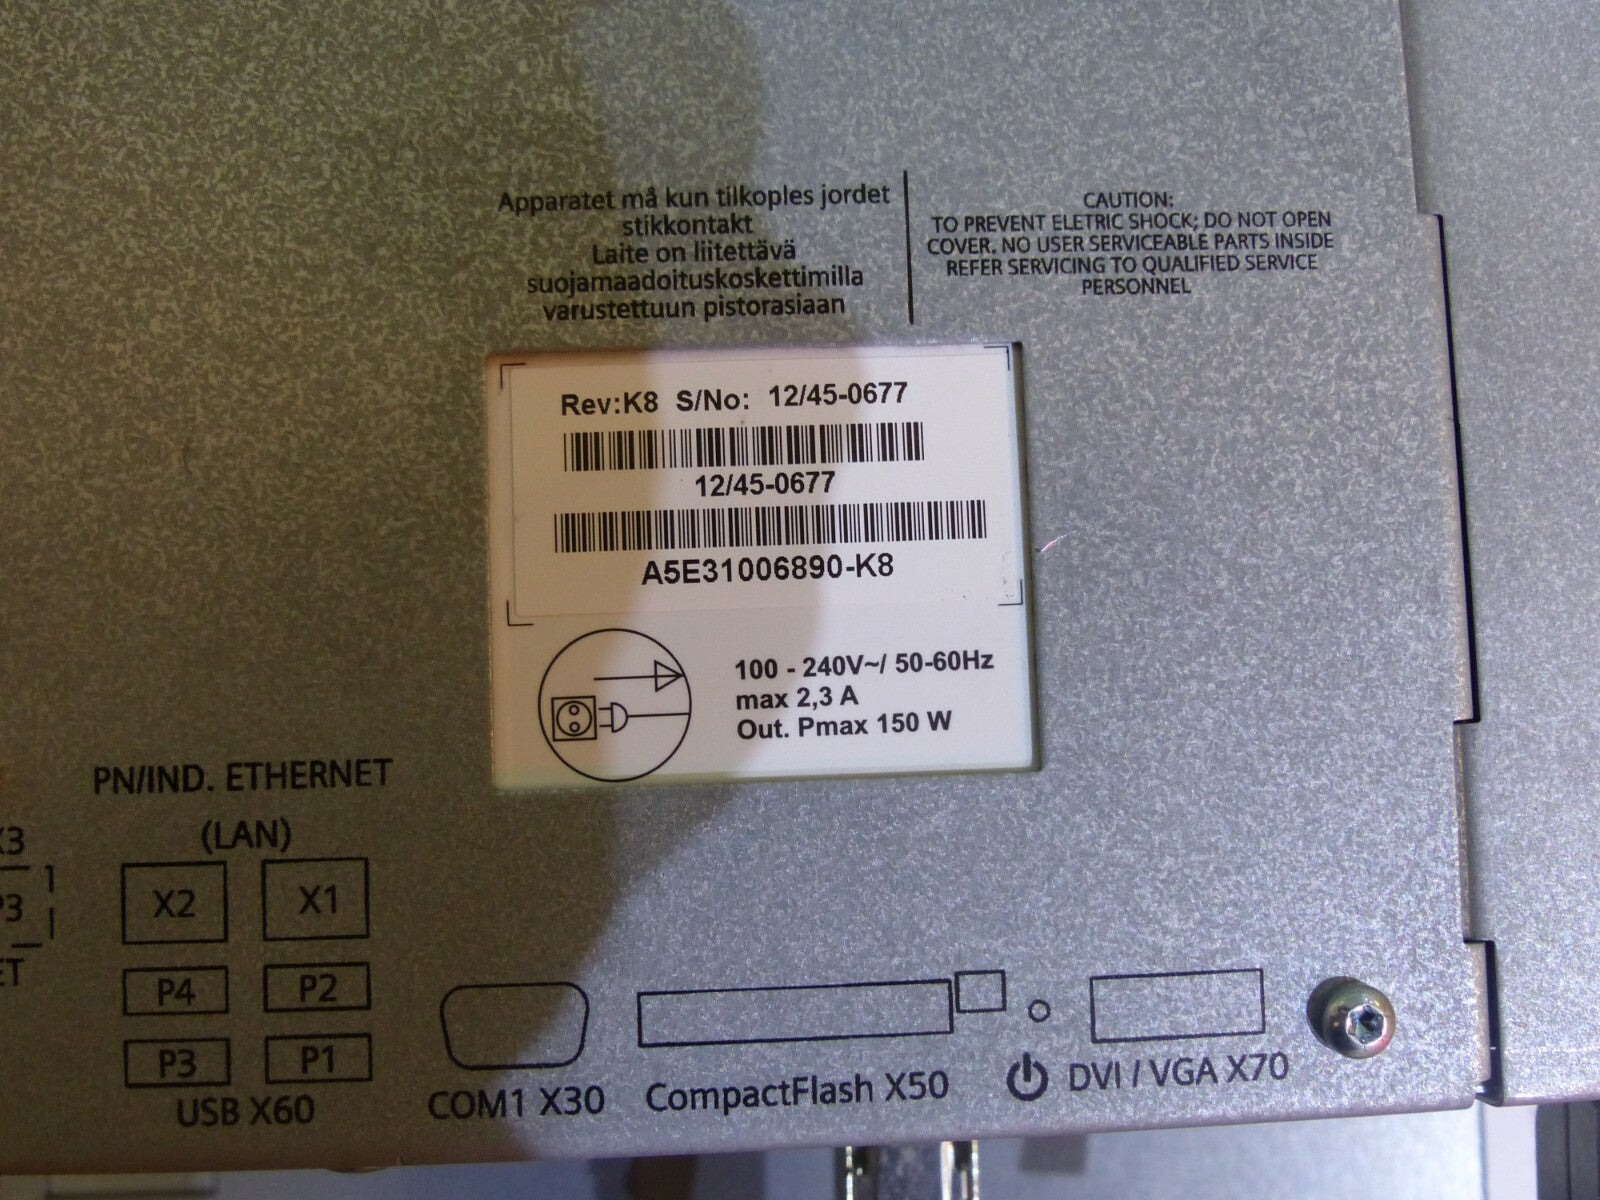 Apparatet må kun tilkoples jordet
stikkontakt
Laite on liitettävä
suojamaadoituskoskettimilla
varustettuun pistorasiaan
CAUTION:
TO PREVENT ELETRIC SHOCK; DO NOT OPEN
COVER. NO USER SERVICEABLE PARTS INSIDE
REFER SERVICING TO QUALIFIED SERVICE
PERSONNEL
Rev:K8 S/No: 12/45-0677
12/45-0677
A5E31006890-K8
100 - 240V~/ 50-60Hz
max 2,3 A
Out. Pmax 150 W
PN/IND. ETHERNET
(LAN)
X3
X2 X1
P3
ET
P4 P2
P3 P1
USB X60
COM1 X30
CompactFlash X50
DVI / VGA X70